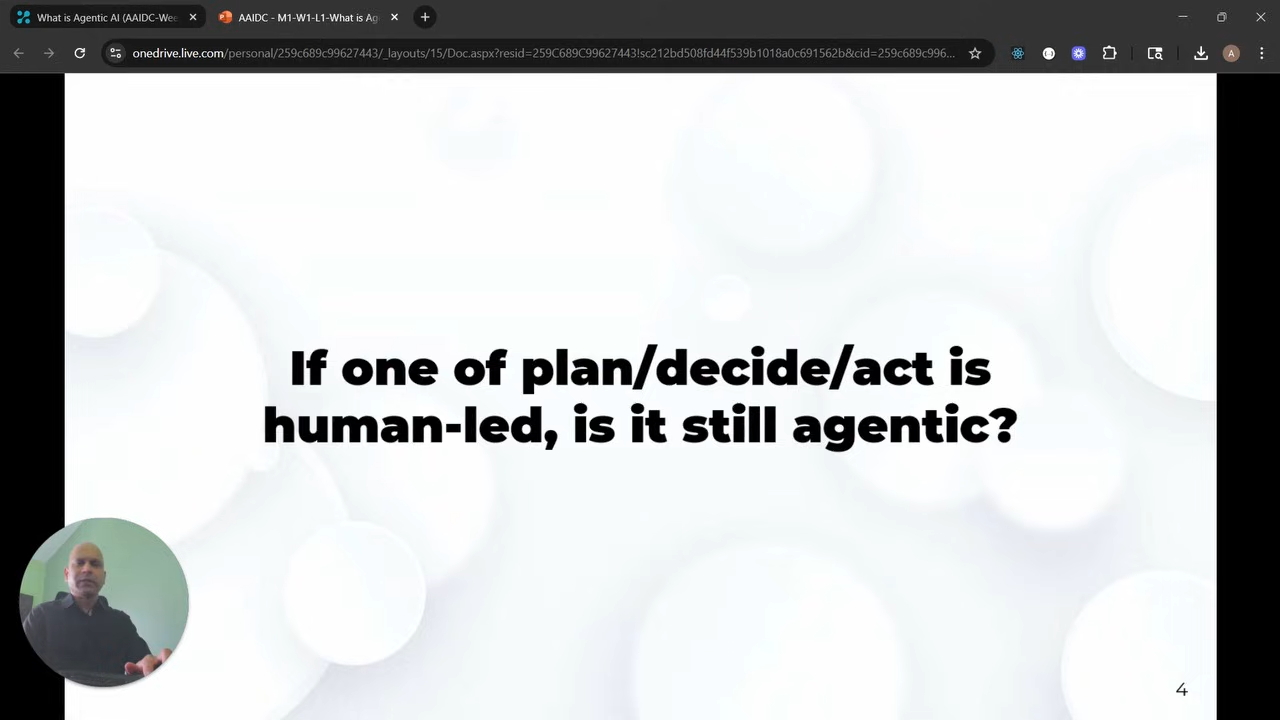 What is Agentic AI (AAIDC-Wee
AAIDC - M1-W1-L1-What is Ag
onedrive.live.com/personal/259c689c99627443/_layouts/15/Doc.aspx?resid=259C689C99627443!sc212bd508fd44f539b1018a0c691562b&cid=259c689c996...
A
If one of plan/decide/act is
human-led, is it still agentic?
4